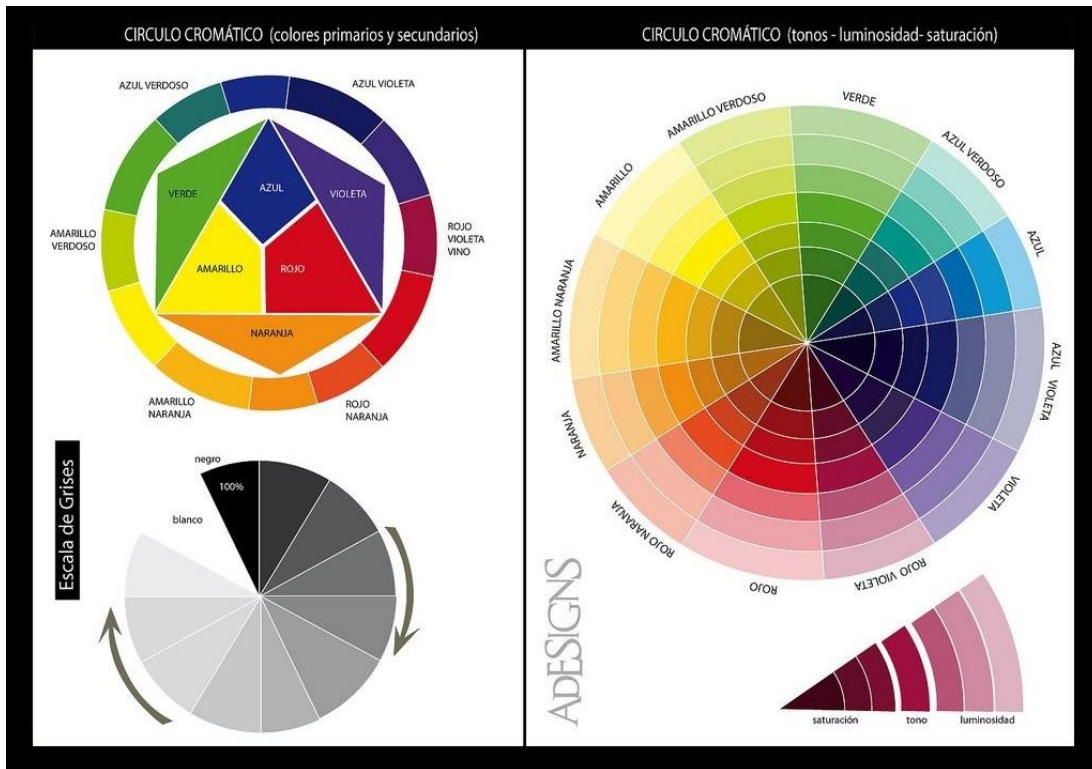 CIRCULO CROMÁTICO (colores primarios y secundarios)
AZUL VERDOSO
AZUL VIOLETA
VERDE
AZUL
VIOLETA
AMARILLO
VERDOSO
ROJO
VIOLETA
VINO
AMARILLO
ROJO
NARANJA
AMARILLO
NARANJA
ROJO
NARANJA
Escala de Grises
negro
100%
blanco
CIRCULO CROMÁTICO (tonos - luminosidad- saturación)
AMARILLO VERDOSO
VERDE
AZUL VERDOSO
AMARILLO
AZUL
AMARILLO NARANJA
AZUL VIOLETA
NARANJA
VIOLETA
ROJO NARANJA
ROJO
ROJO VIOLETA
ADESIGNS
saturación
tono
luminosidad